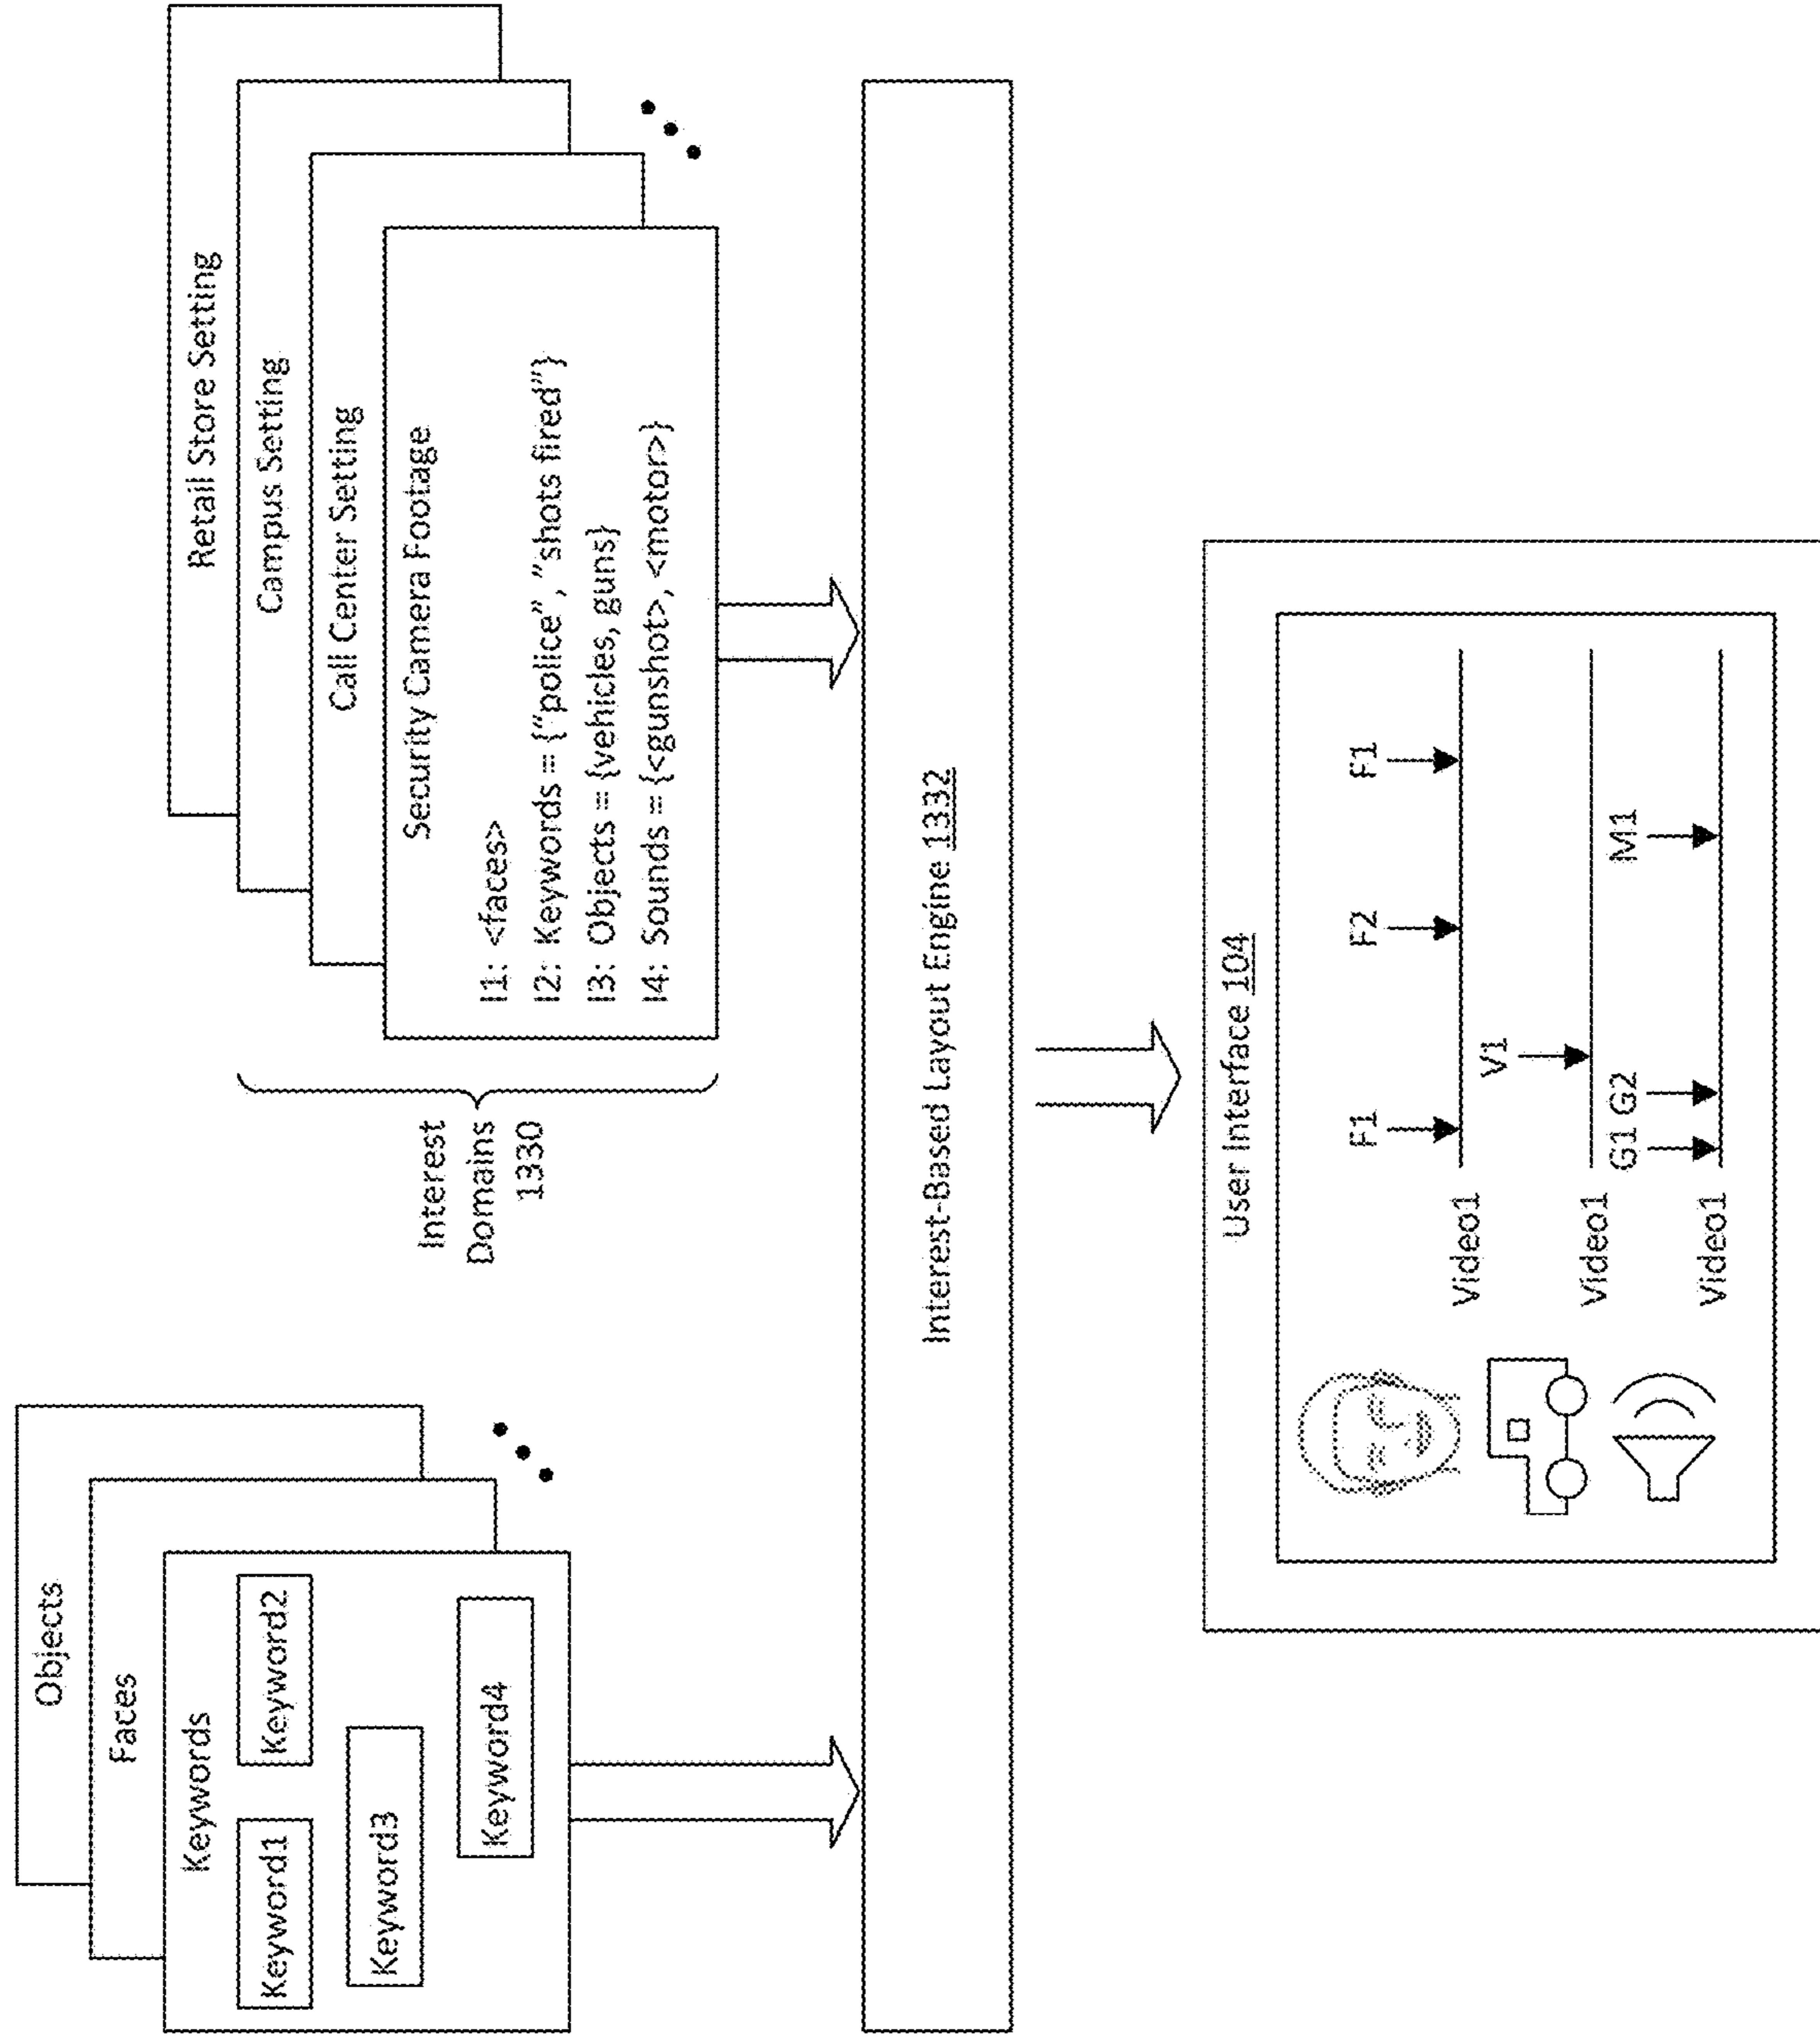 Objects
Faces
Keywords
Keyword1
Keyword2
Keyword3
Keyword4
Interest
Domains
1330
Retail Store Setting
Campus Setting
Call Center Setting
Security Camera Footage
I1: <faces>
I2: Keywords = {“police”, ”shots fired”}
I3: Objects = {vehicles, guns}
I4: Sounds = {<gunshot>, <motor>}
Interest-Based Layout Engine 1332
User Interface 104
F1 F2 F1
Video1
V1
Video1
G1 G2 M1
Video1